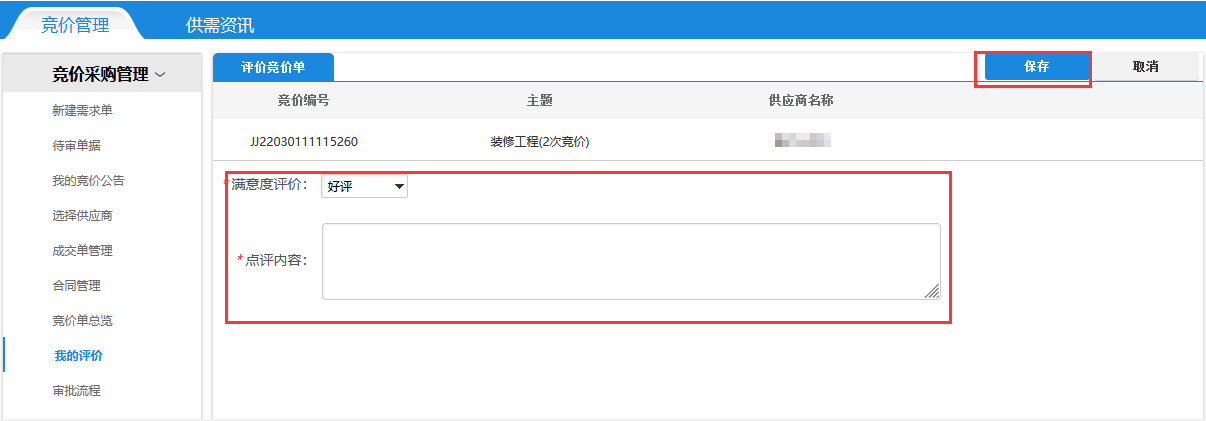 竞价管理 供需资讯
竞价采购管理
新建需求单
待审单据
我的竞价公告
选择供应商
成交单管理
合同管理
竞价单总览
我的评价
审批流程
评价竞价单 保存 取消
竞价编号 主题 供应商名称
JJ22030111115260 装修工程(2次竞价)
*满意度评价： 好评
*点评内容：